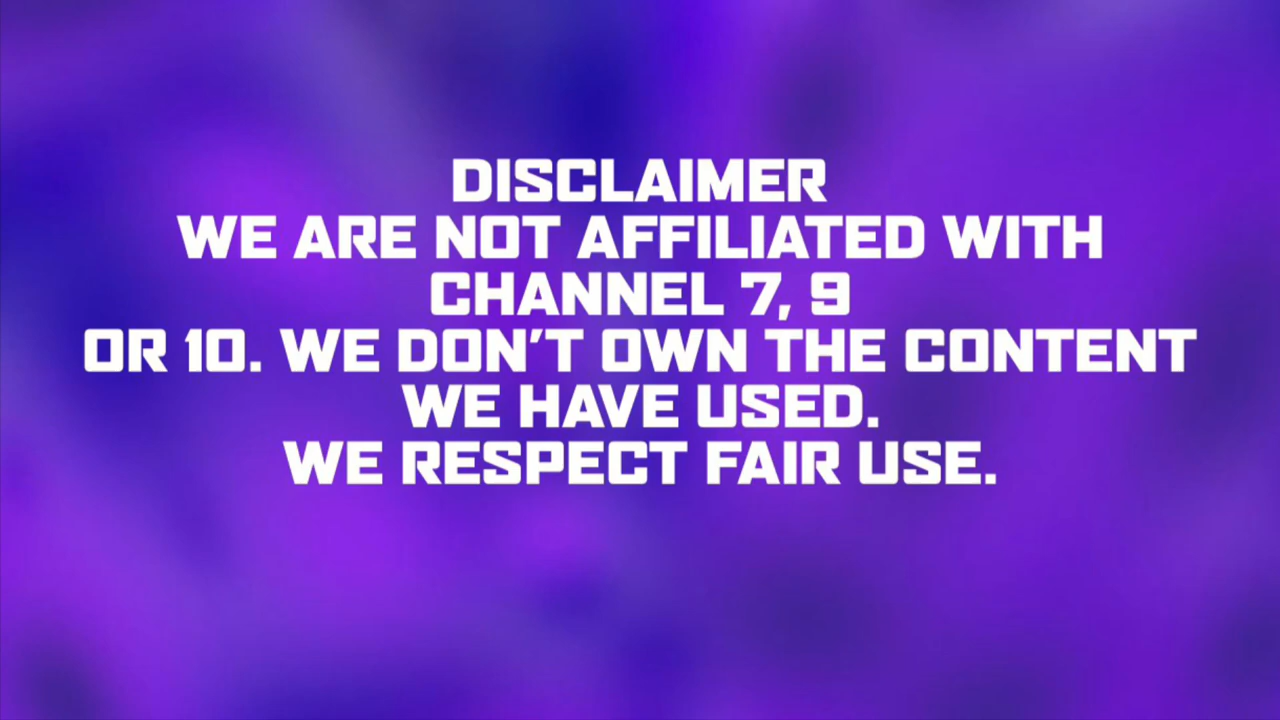 DISCLAIMER
WE ARE NOT AFFILIATED WITH
CHANNEL 7, 9
OR 10. WE DON'T OWN THE CONTENT
WE HAVE USED.
WE RESPECT FAIR USE.